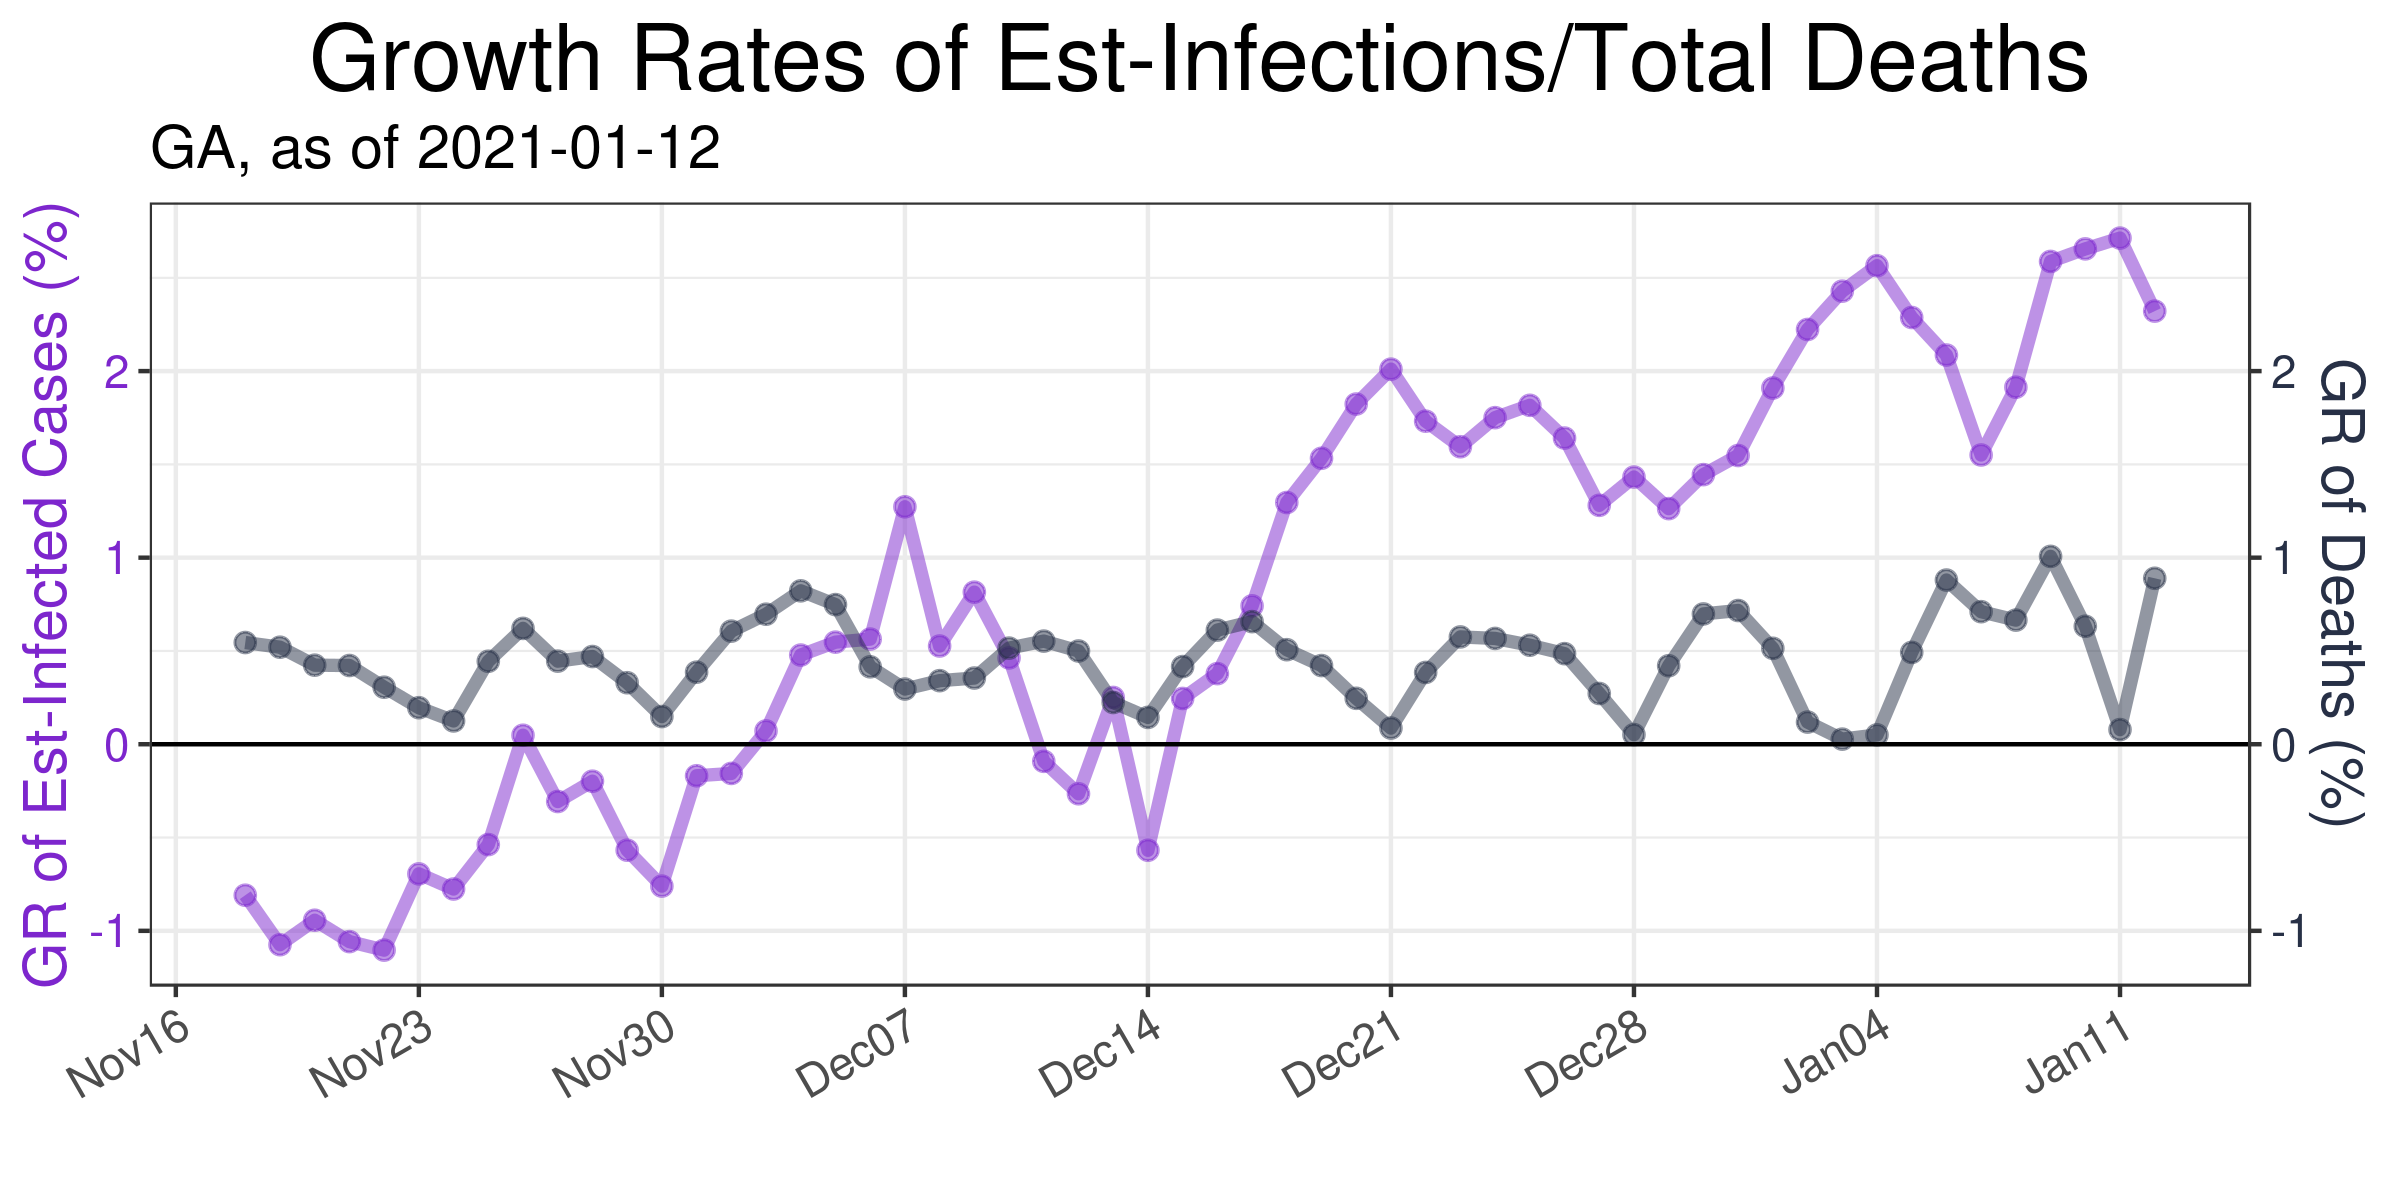 Growth Rates of Est-Infections/Total Deaths
GA, as of 2021-01-12
GR of Est-Infected Cases (%)
2
1
0
-1
2
1
0
-1
GR of Deaths (%)
Nov16
Nov23
Nov30
Dec07
Dec14
Dec21
Dec28
Jan04
Jan11